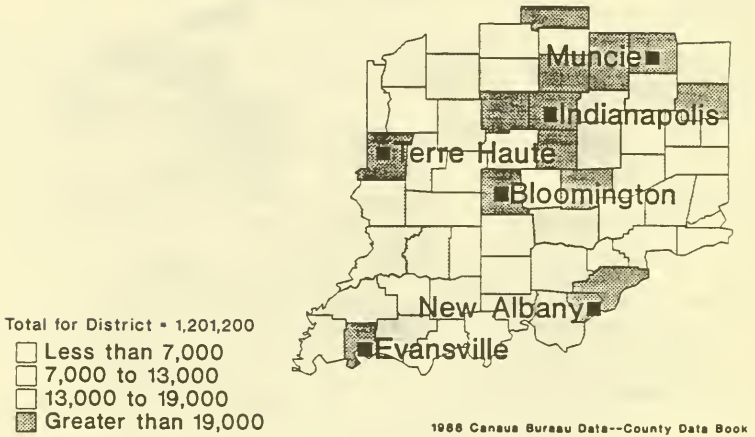 Muncie
Indianapolis
Terre Haute
Bloomington
New Albany
Evansville
Total for District = 1,201,200
Less than 7,000
7,000 to 13,000
13,000 to 19,000
Greater than 19,000
1988 Census Bureau Data--County Data Book